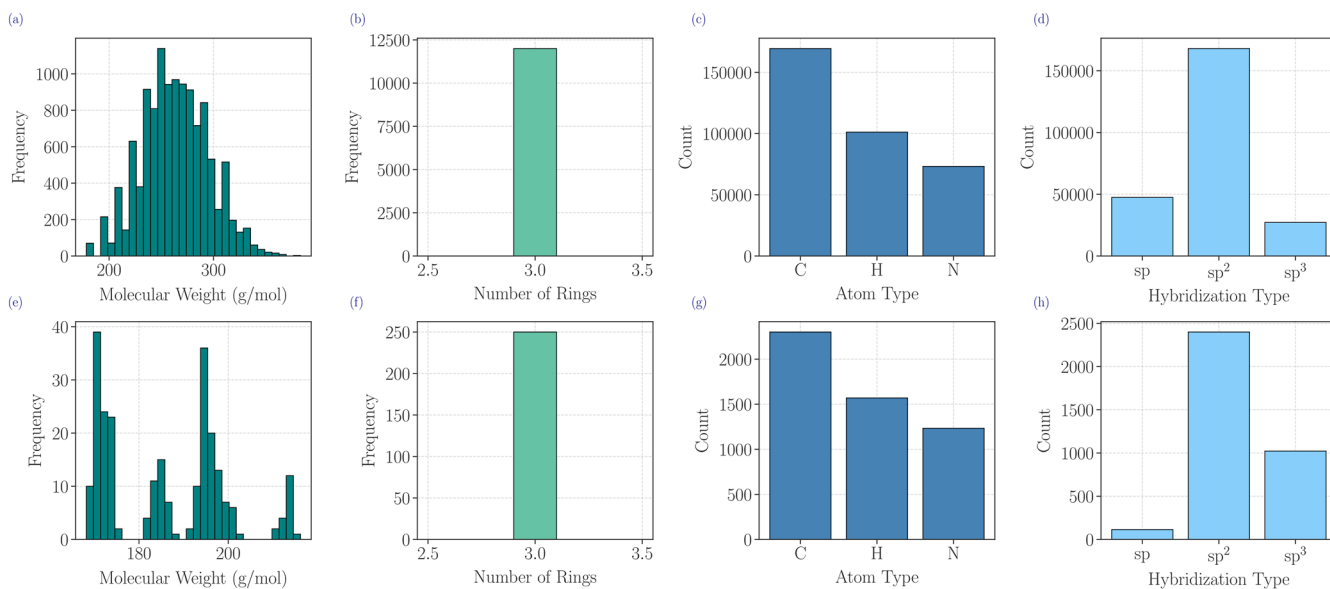 (a)
1000
800
600
400
200
0
Frequency
200 300
Molecular Weight (g/mol)
(b)
12500
10000
7500
5000
2500
0
Frequency
2.5 3.0 3.5
Number of Rings
(c)
150000
100000
50000
0
Count
C H N
Atom Type
(d)
150000
100000
50000
0
Count
sp sp² sp³
Hybridization Type
(e)
40
30
20
10
0
Frequency
180 200
Molecular Weight (g/mol)
(f)
250
200
150
100
50
0
Frequency
2.5 3.0 3.5
Number of Rings
(g)
2000
1500
1000
500
0
Count
C H N
Atom Type
(h)
2500
2000
1500
1000
500
0
Count
sp sp² sp³
Hybridization Type